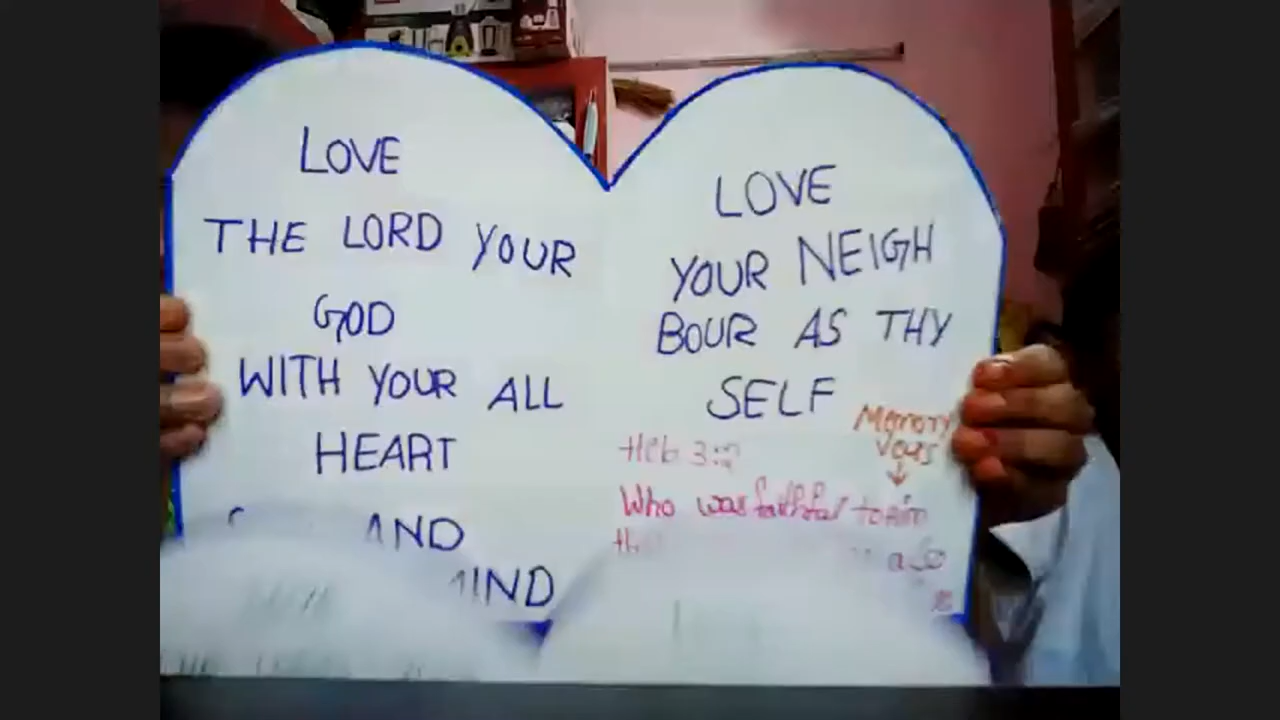 LOVE
THE LORD YOUR
GOD
WITH YOUR ALL
HEART
AND
MIND
LOVE
YOUR NEIGH
BOUR AS THY
SELF
Memory
Heb 3:2
Who was faithful to him
also